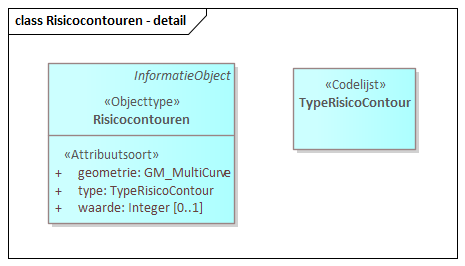 class Risicocontouren - detail
InformatieObject
«Objecttype»
Risicocontouren
«Attribuutsoort»
+ geometrie: GM_MultiCurve
+ type: TypeRisicoContour
+ waarde: Integer [0..1]
«Codelijst»
TypeRisicoContour